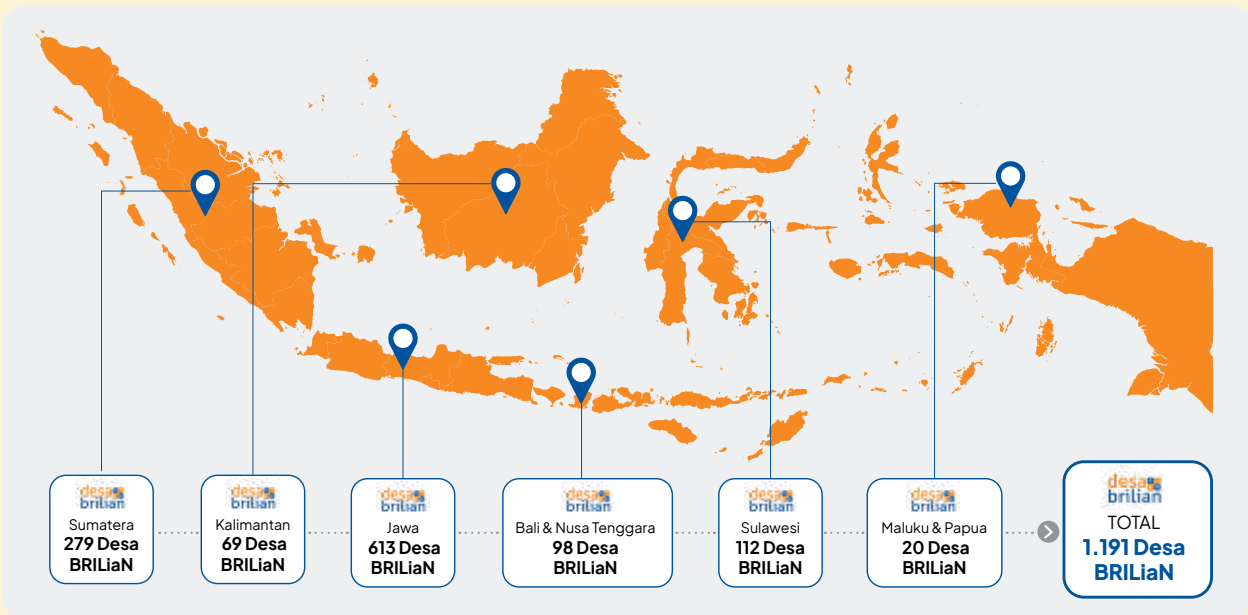 desa
brilian
Sumatera
279 Desa
BRILiaN
desa
brilian
Kalimantan
69 Desa
BRILiaN
desa
brilian
Jawa
613 Desa
BRILiaN
desa
brilian
Bali & Nusa Tenggara
98 Desa
BRILiaN
desa
brilian
Sulawesi
112 Desa
BRILiaN
desa
brilian
Maluku & Papua
20 Desa
BRILiaN
desa
brilian
TOTAL
1.191 Desa
BRILiaN